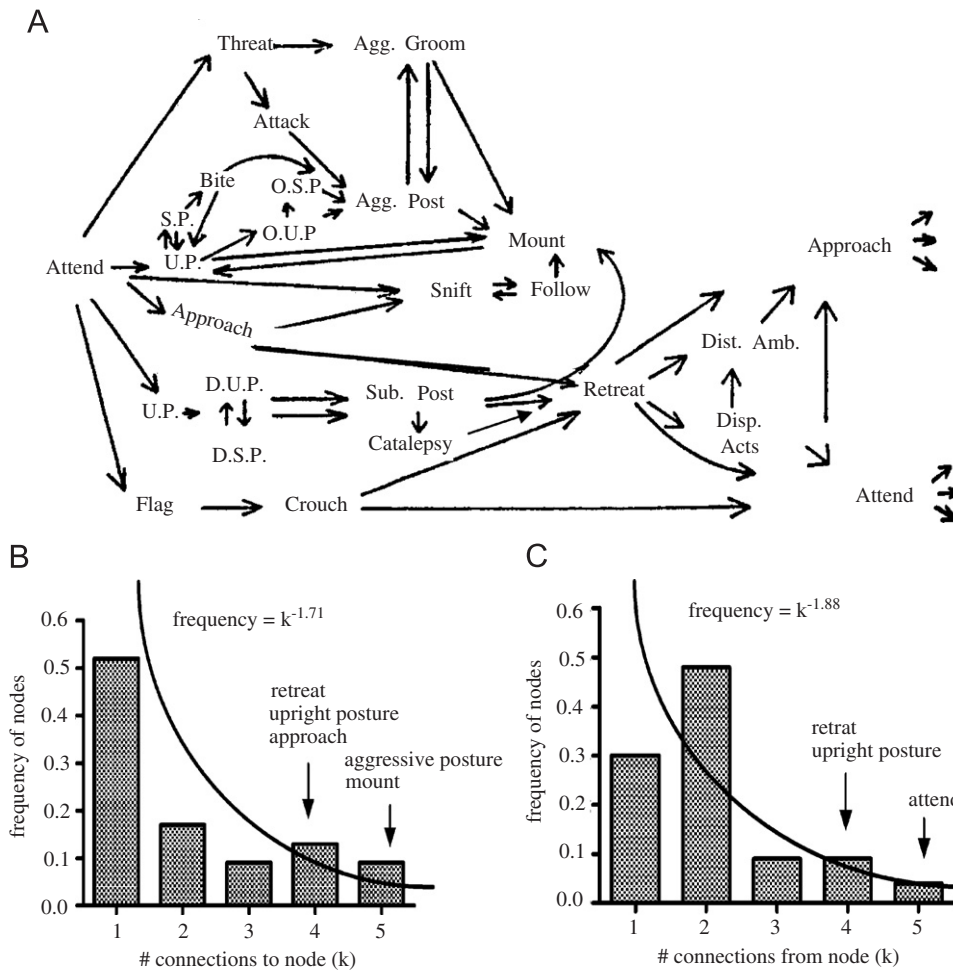 A
Threat
Agg. Groom
Attack
Bite
O.S.P.
S.P.
Agg. Post
O.U.P
Mount
Approach
Attend
U.P.
Snift
Follow
Approach
Dist. Amb.
D.U.P.
Sub. Post
Retreat
U.P.
Disp.
Acts
Catalepsy
D.S.P.
Flag
Crouch
Attend
B
frequency = k-1.71
0.6
0.5
0.4
0.3
0.2
0.1
0.0
frequency of nodes
retreat
upright posture
approach
aggressive posture
mount
1 2 3 4 5
# connections to node (k)
C
frequency = k-1.88
0.6
0.5
0.4
0.3
0.2
0.1
0.0
frequency of nodes
retrat
upright posture
attend
1 2 3 4 5
# connections from node (k)